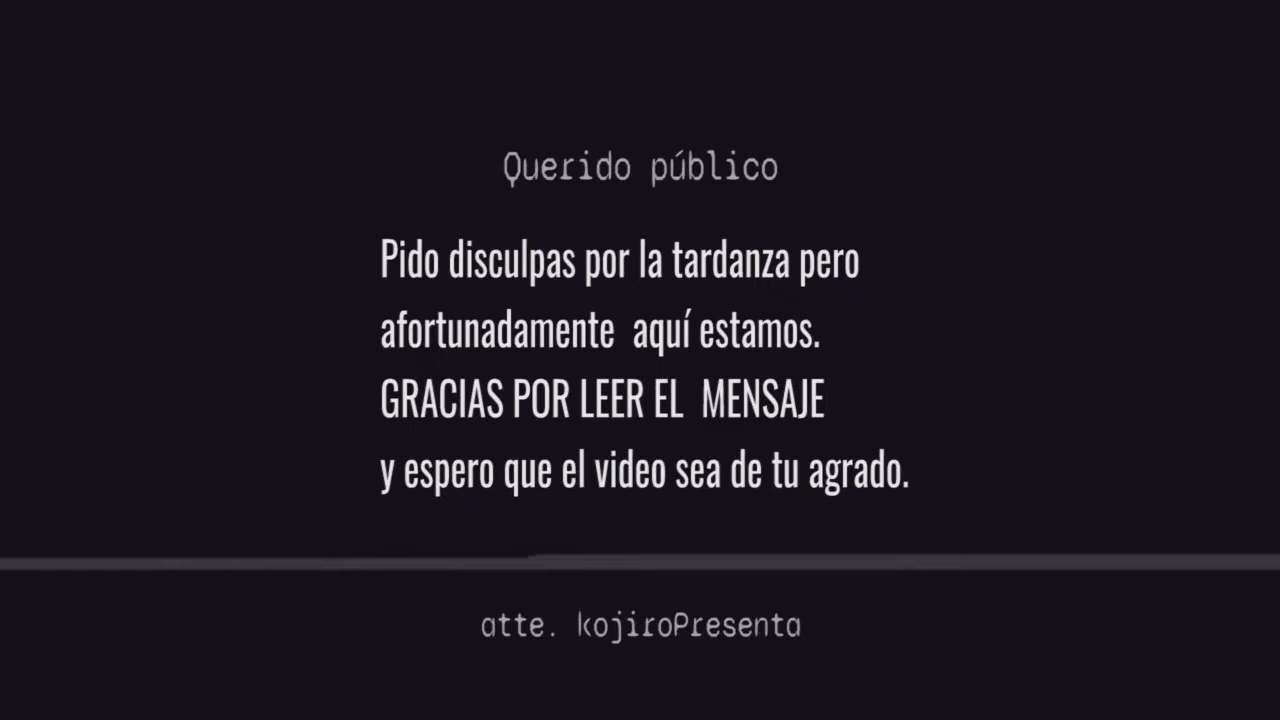 Querido público
Pido disculpas por la tardanza pero
afortunadamente  aquí estamos.
GRACIAS POR LEER EL  MENSAJE
y espero que el video sea de tu agrado.
atte. kojiroPresenta